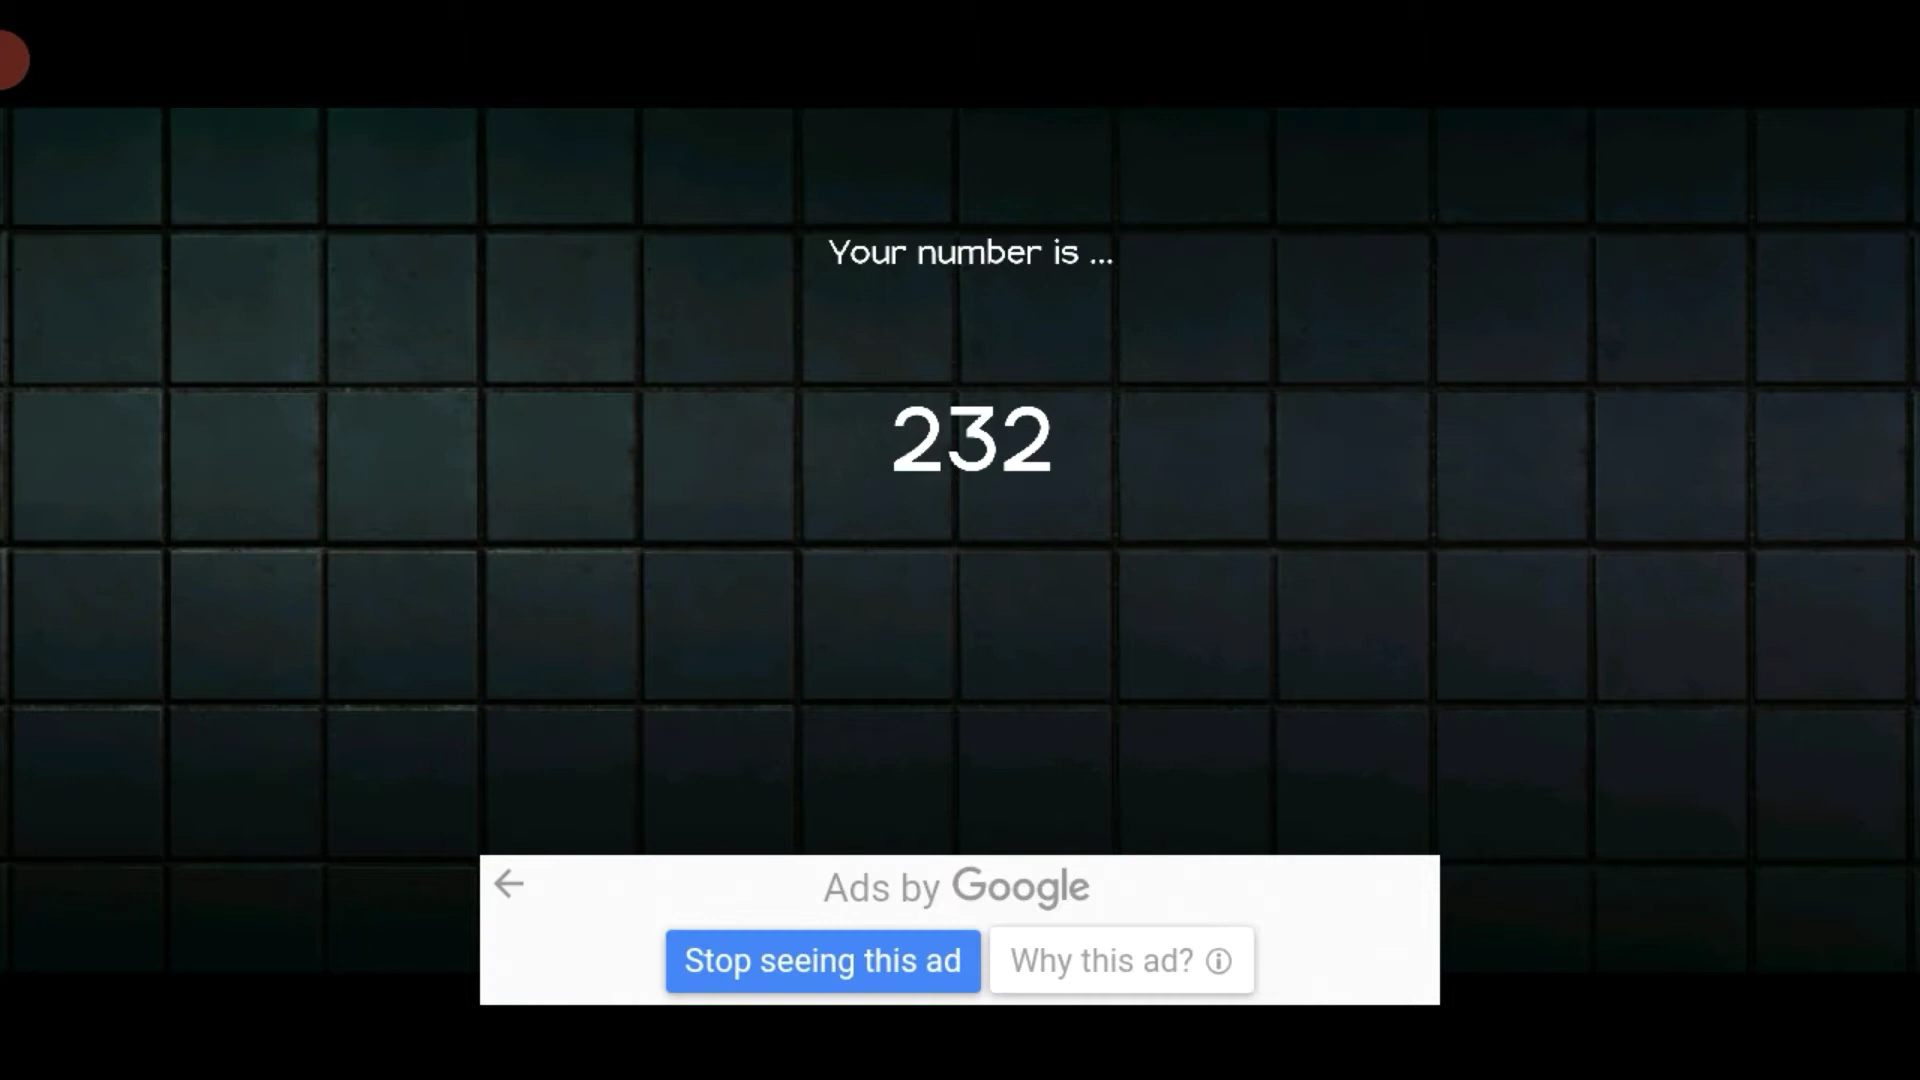 Your number is ...
232
Ads by Google
Stop seeing this ad
Why this ad?